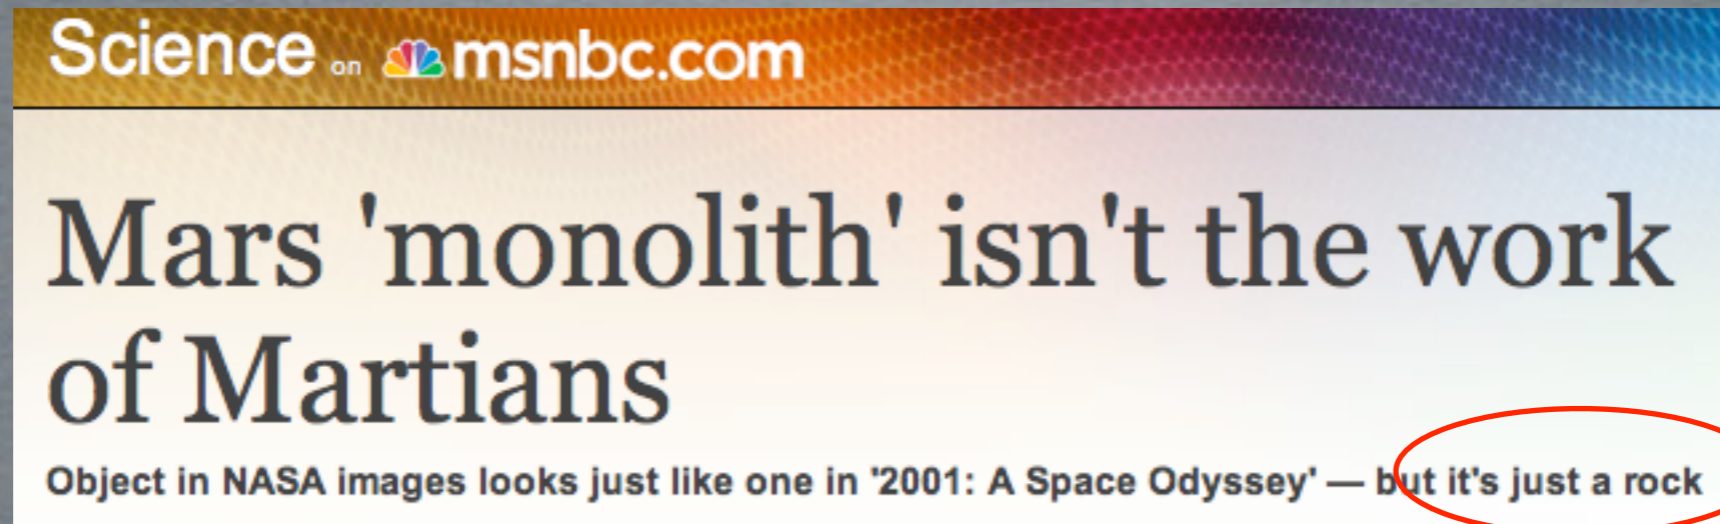 Science on msnbc.com
Mars 'monolith' isn't the work
of Martians
Object in NASA images looks just like one in '2001: A Space Odyssey' — but it's just a rock